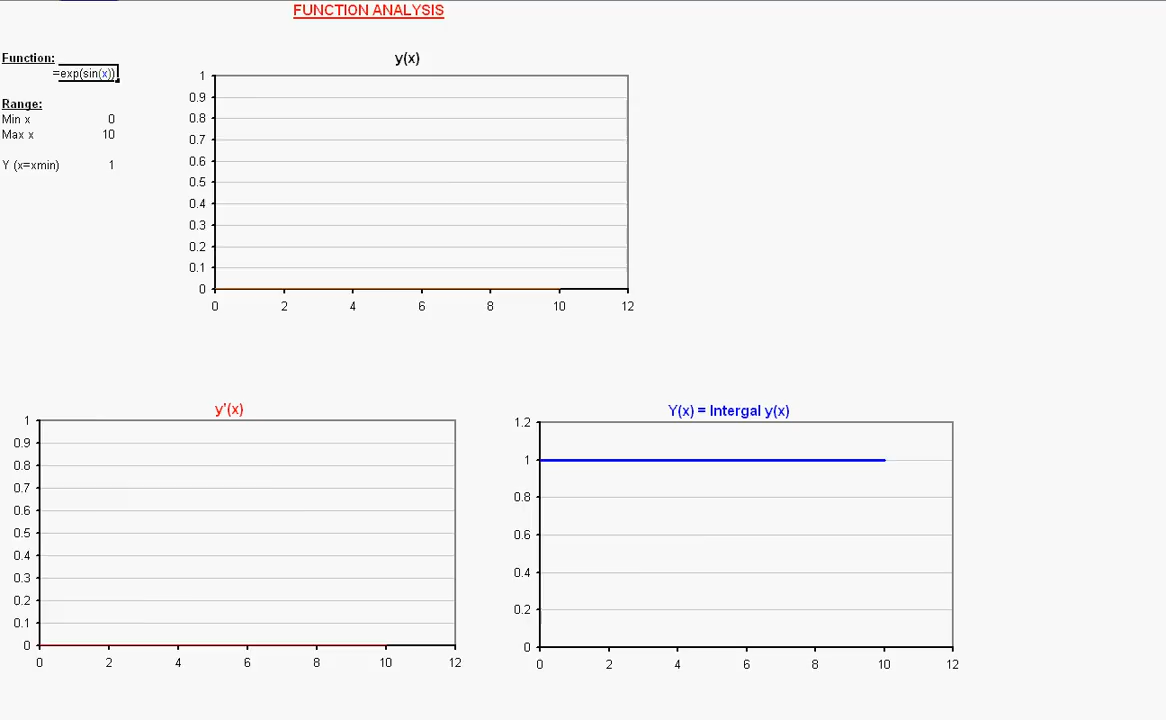 FUNCTION ANALYSIS
Function:
=exp(sin(x))
Range:
Min x 0
Max x 10
Y (x=xmin) 1
y(x)
1
0.9
0.8
0.7
0.6
0.5
0.4
0.3
0.2
0.1
0
0 2 4 6 8 10 12
y'(x)
1
0.9
0.8
0.7
0.6
0.5
0.4
0.3
0.2
0.1
0
0 2 4 6 8 10 12
Y(x) = Intergal y(x)
1.2
1
0.8
0.6
0.4
0.2
0
0 2 4 6 8 10 12